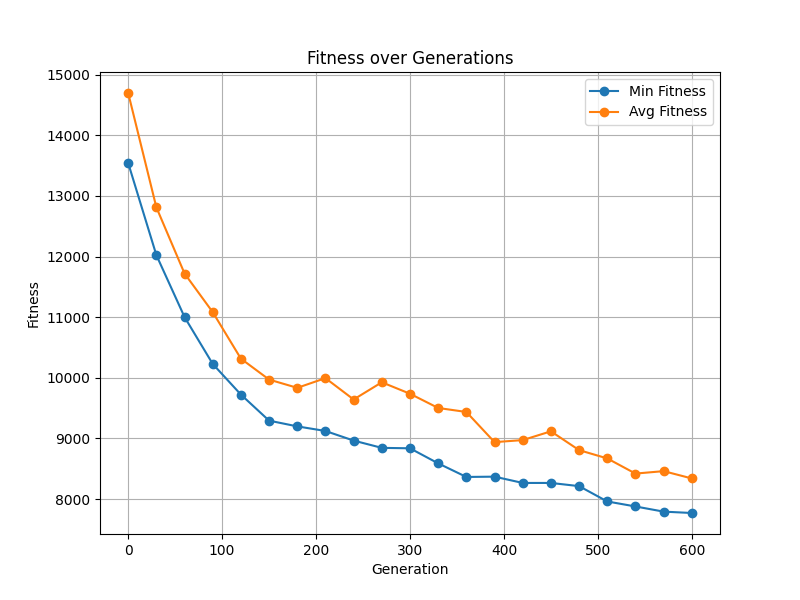 Fitness over Generations
Min Fitness
Avg Fitness
15000
14000
13000
12000
11000
10000
9000
8000
Fitness
0 100 200 300 400 500 600
Generation